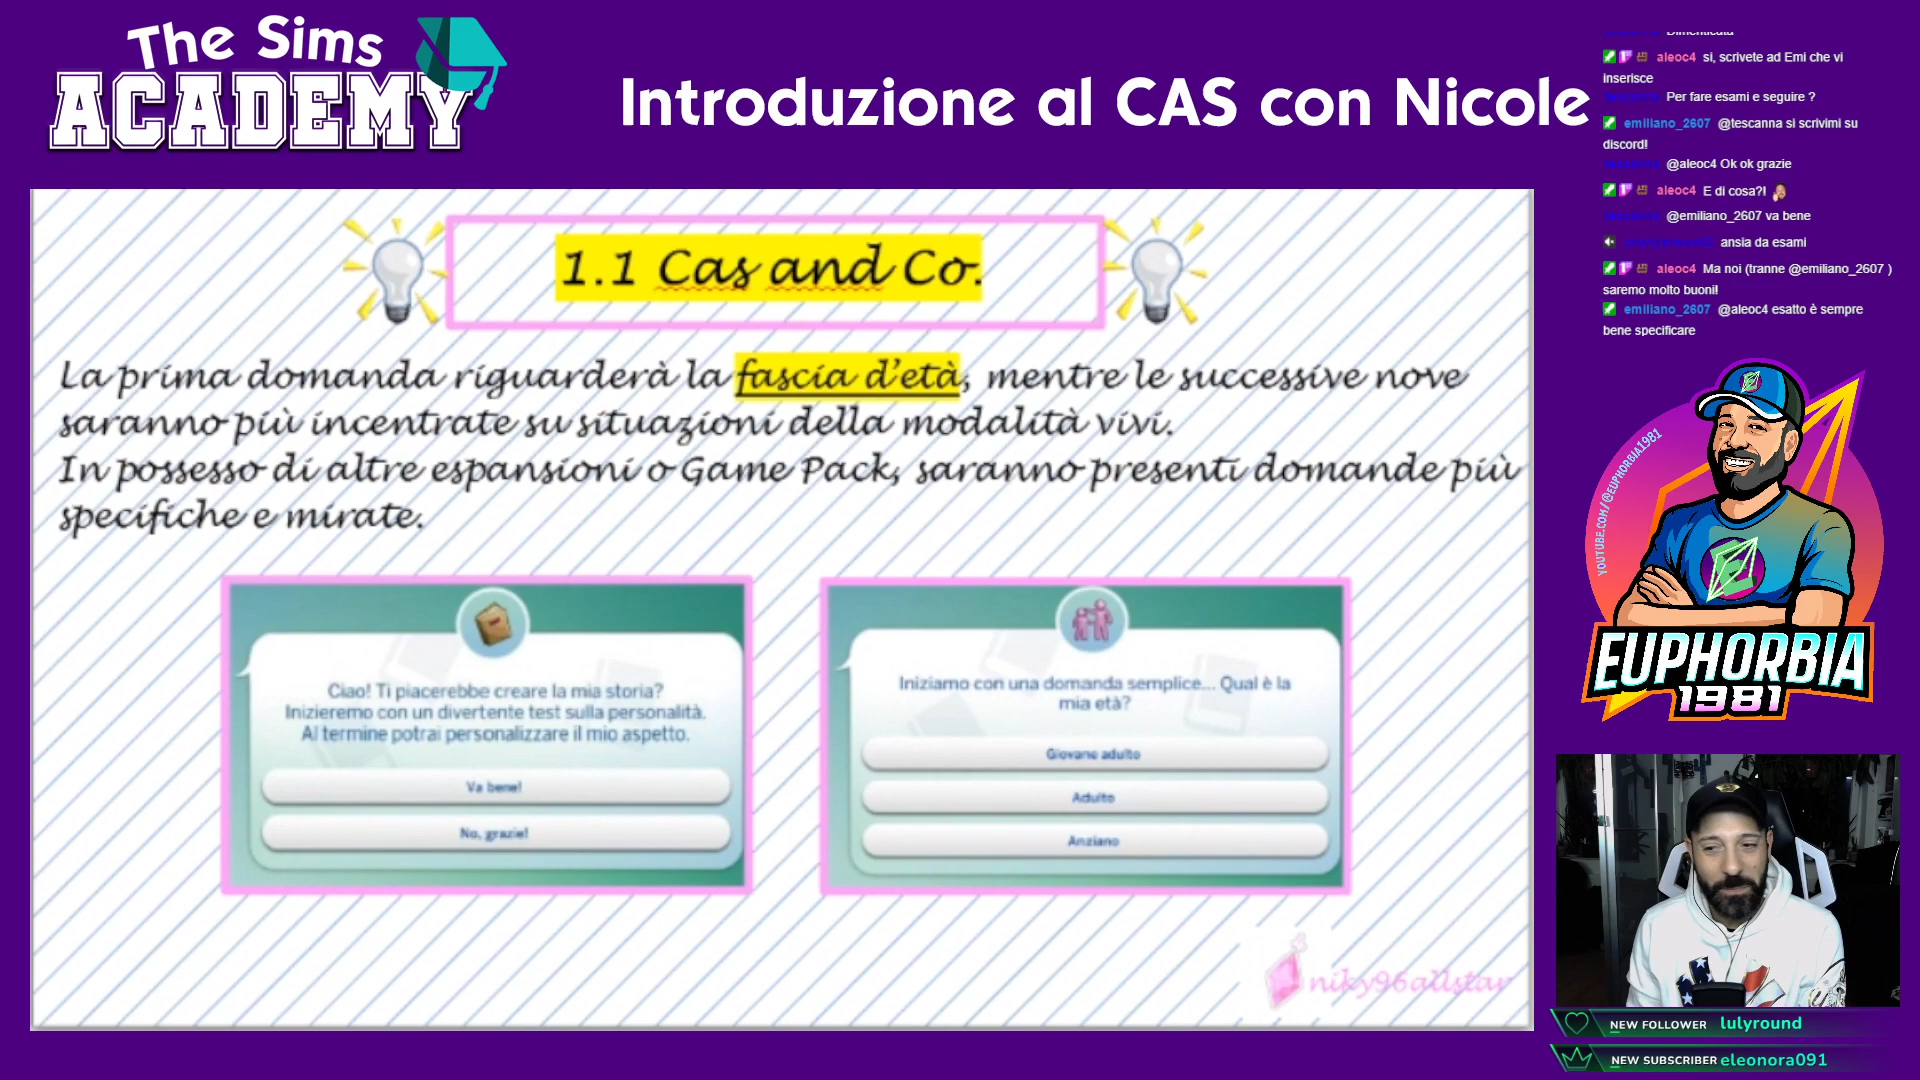 The Sims
ACADEMY
Introduzione al CAS con Nicole
1.1 Cas and Co.
La prima domanda riguarderà la fascia d'età, mentre le successive nove
saranno più incentrate su situazioni della modalità vivi.
In possesso di altre espansioni o Game Pack, saranno presenti domande più
specifiche e mirate.
Ciao! Ti piacerebbe creare la mia storia?
Inizieremo con un divertente test sulla personalità.
Al termine potrai personalizzare il mio aspetto.
Va bene!
No, grazie!
Iniziamo con una domanda semplice... Qual è la
mia età?
Giovane adulto
Adulto
Anziano
niky96allstar
aleoc4 si, scrivete ad Emi che vi
inserisce
Per fare esami e seguire ?
emiliano_2607 @tescanna si scrivimi su
discord!
@aleoc4 Ok ok grazie
aleoc4 E di cosa?!
@emiliano_2607 va bene
ansia da esami
aleoc4 Ma noi (tranne @emiliano_2607 )
saremo molto buoni!
emiliano_2607 @aleoc4 esatto è sempre
bene specificare
YOUTUBE.COM/@EUPHORBIA1981
EUPHORBIA
1981
NEW FOLLOWER lulyround
NEW SUBSCRIBER eleonora091